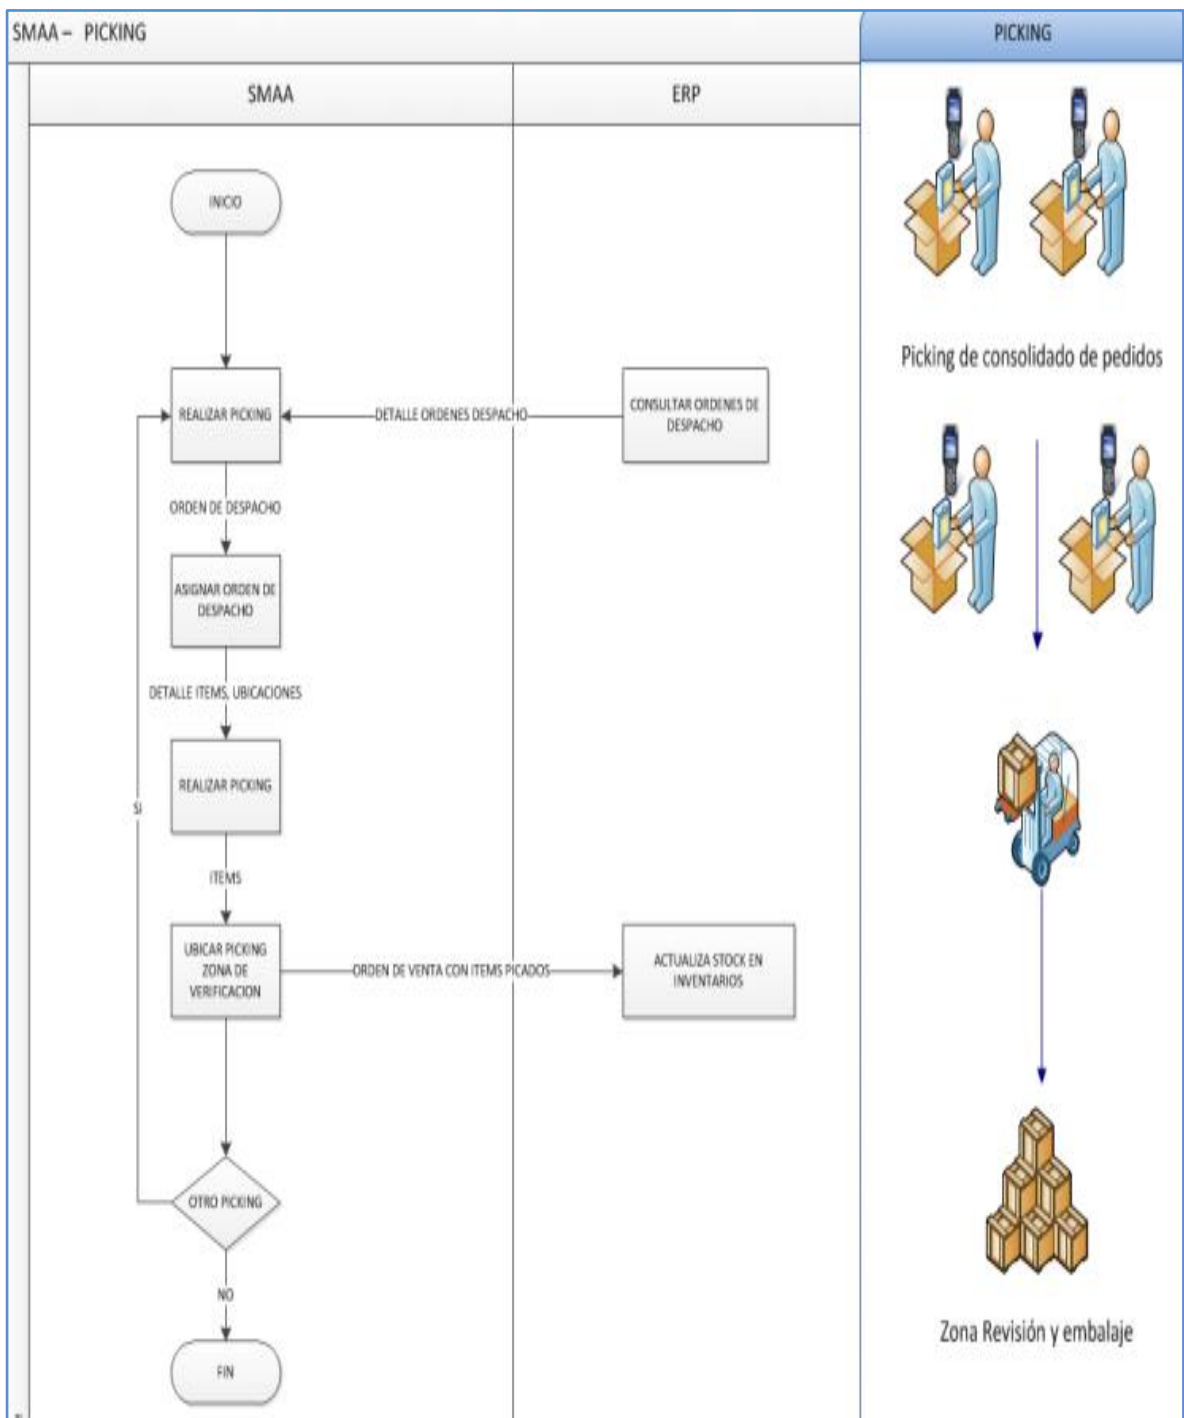 SMAA – PICKING
PICKING
SMAA
ERP
INICIO
REALIZAR PICKING
DETALLE ORDENES DESPACHO
CONSULTAR ORDENES DE
DESPACHO
ORDEN DE DESPACHO
ASIGNAR ORDEN DE
DESPACHO
DETALLE ITEMS, UBICACIONES
REALIZAR PICKING
SI
ITEMS
UBICAR PICKING
ZONA DE
VERIFICACION
ORDEN DE VENTA CON ITEMS PICADOS
ACTUALIZA STOCK EN
INVENTARIOS
OTRO PICKING
NO
FIN
Picking de consolidado de pedidos
Zona Revisión y embalaje